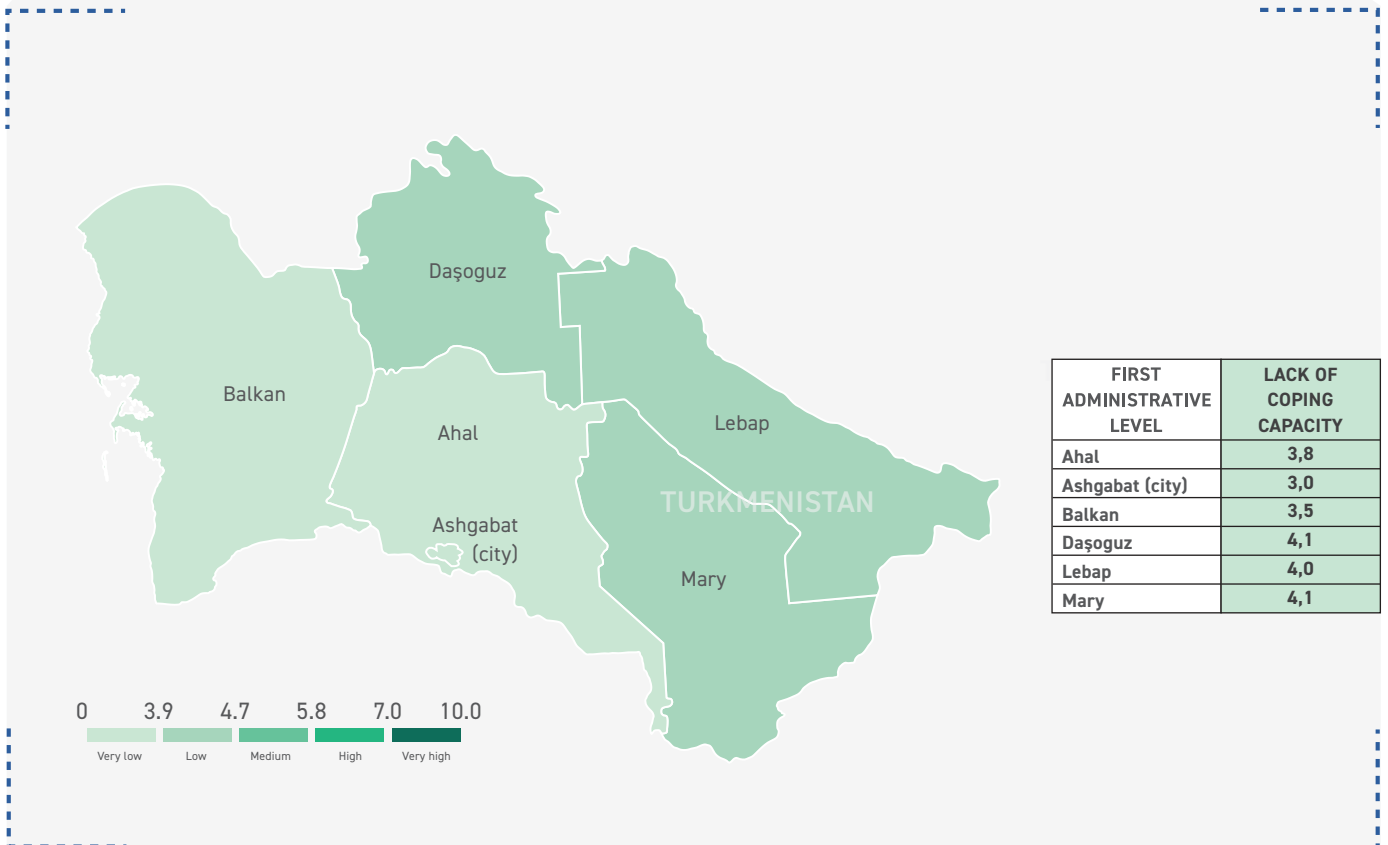 Daşoguz
Balkan
Ahal
Lebap
TURKMENISTAN
Ashgabat
(city)
Mary
0 3.9 4.7 5.8 7.0 10.0
Very low Low Medium High Very high
FIRST
ADMINISTRATIVE
LEVEL
LACK OF
COPING
CAPACITY
Ahal 3,8
Ashgabat (city) 3,0
Balkan 3,5
Daşoguz 4,1
Lebap 4,0
Mary 4,1